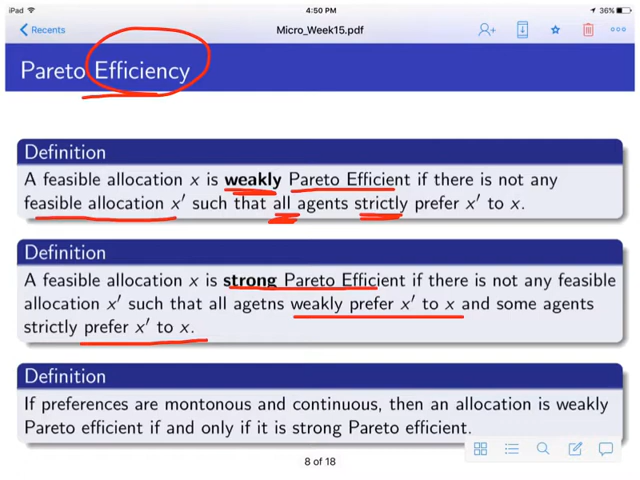 iPad
4:50 PM
36%
Recents
Micro_Week15.pdf
Pareto Efficiency
Definition
A feasible allocation x is weakly Pareto Efficient if there is not any
feasible allocation x′ such that all agents strictly prefer x′ to x.
Definition
A feasible allocation x is strong Pareto Efficient if there is not any feasible
allocation x′ such that all agetns weakly prefer x′ to x and some agents
strictly prefer x′ to x.
Definition
If preferences are montonous and continuous, then an allocation is weakly
Pareto efficient if and only if it is strong Pareto efficient.
8 of 18